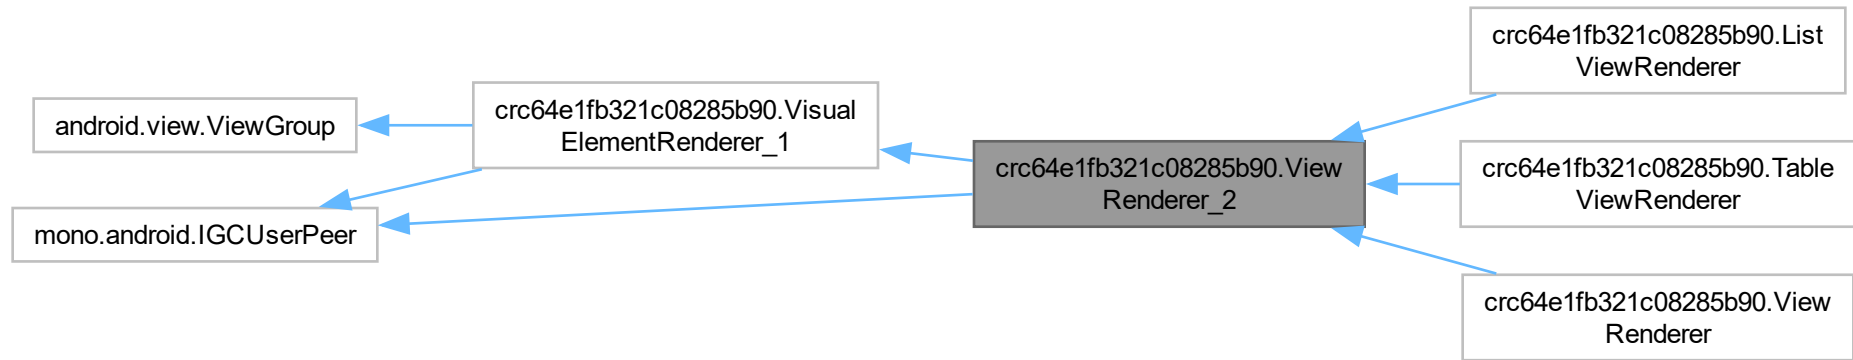 android.view.ViewGroup
mono.android.IGCUserPeer
crc64e1fb321c08285b90.Visual
ElementRenderer_1
crc64e1fb321c08285b90.View
Renderer_2
crc64e1fb321c08285b90.List
ViewRenderer
crc64e1fb321c08285b90.Table
ViewRenderer
crc64e1fb321c08285b90.View
Renderer